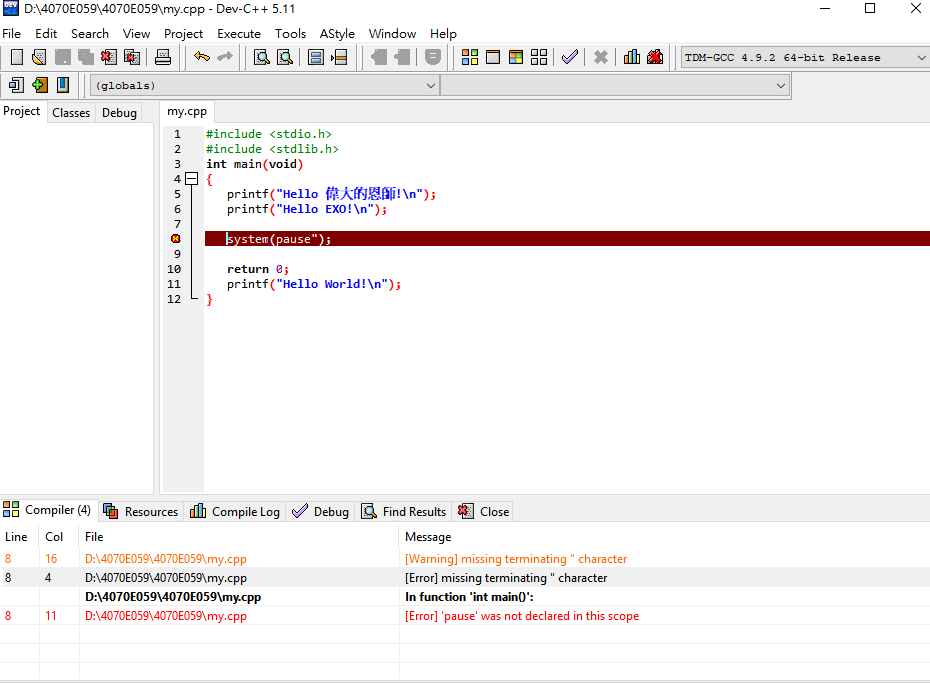 D:\4070E059\4070E059\my.cpp - Dev-C++ 5.11
File Edit Search View Project Execute Tools AStyle Window Help
TDM-GCC 4.9.2 64-bit Release
(globals)
Project Classes Debug my.cpp
1 #include <stdio.h>
2 #include <stdlib.h>
3 int main(void)
4 {
5 printf("Hello 偉大的恩師!\n");
6 printf("Hello EXO!\n");
7
system(pause");
9
10 return 0;
11 printf("Hello World!\n");
12 }
Compiler (4) Resources Compile Log Debug Find Results Close
Line Col File Message
8 16 D:\4070E059\4070E059\my.cpp [Warning] missing terminating " character
8 4 D:\4070E059\4070E059\my.cpp [Error] missing terminating " character
D:\4070E059\4070E059\my.cpp In function 'int main()':
8 11 D:\4070E059\4070E059\my.cpp [Error] 'pause' was not declared in this scope